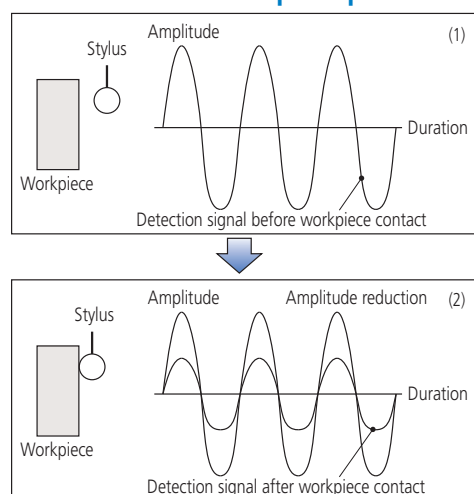 Amplitude
(1)
Stylus
Duration
Workpiece
Detection signal before workpiece contact
Amplitude
Amplitude reduction
(2)
Stylus
Duration
Workpiece
Detection signal after workpiece contact